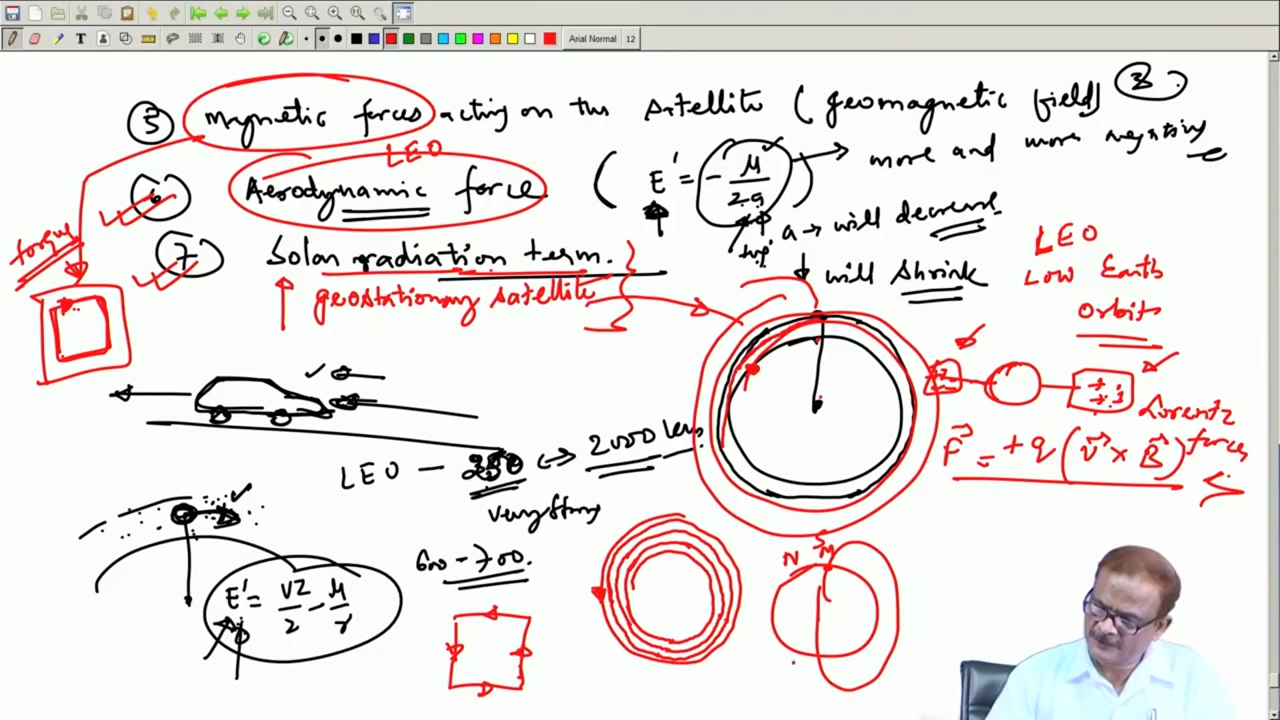 Arial Normal 12
⑤ Magnetic forces acting on the satellite (geomagnetic field)
LEO
⑥ Aerodynamic force ( E' = - μ/2a ) → more and more negative
a → will decrease
will shrink
torque
⑦ Solar radiation term.
geostationary satellite
LEO
Low Earth
Orbits
LEO - 250 ↔ 2000 km
very strong
Lorentz
forces
F = +q (v × B)
600 - 700
E' = v2/2 - μ/r
N